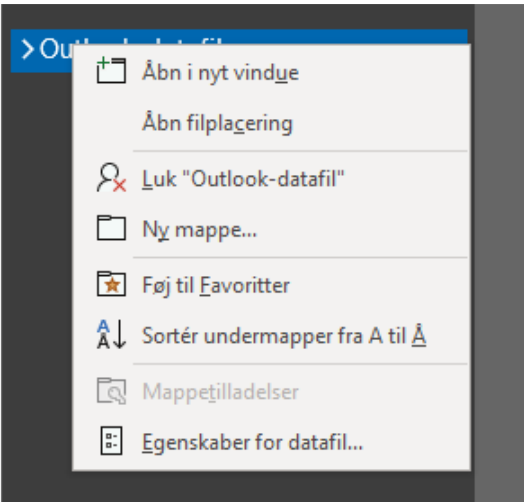 Åbn i nyt vindue
Åbn filplacering
Luk "Outlook-datafil"
Ny mappe...
Føj til Favoritter
Sortér undermapper fra A til Å
Mappetilladelser
Egenskaber for datafil...